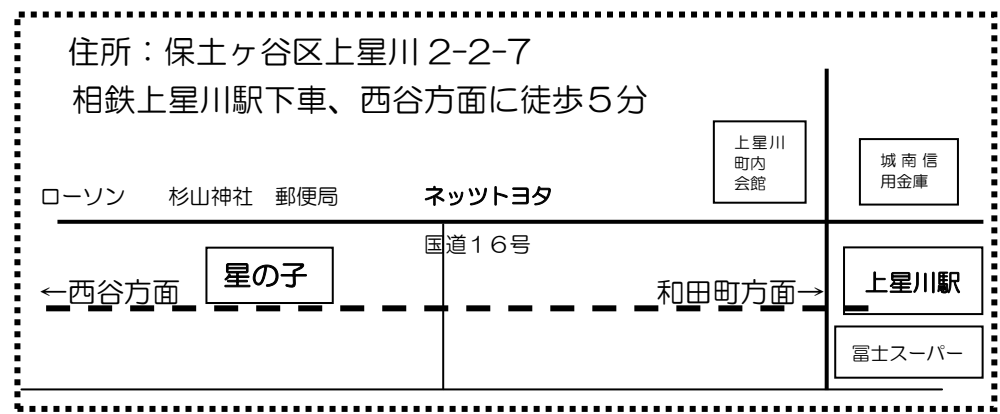 住所：保土ヶ谷区上星川2-2-7
相鉄上星川駅下車、西谷方面に徒歩５分
上星川
町内
会館
城南信
用金庫
ローソン　杉山神社　郵便局　ネッツトヨタ
国道１６号
星の子
上星川駅
←西谷方面
和田町方面→
冨士スーパー